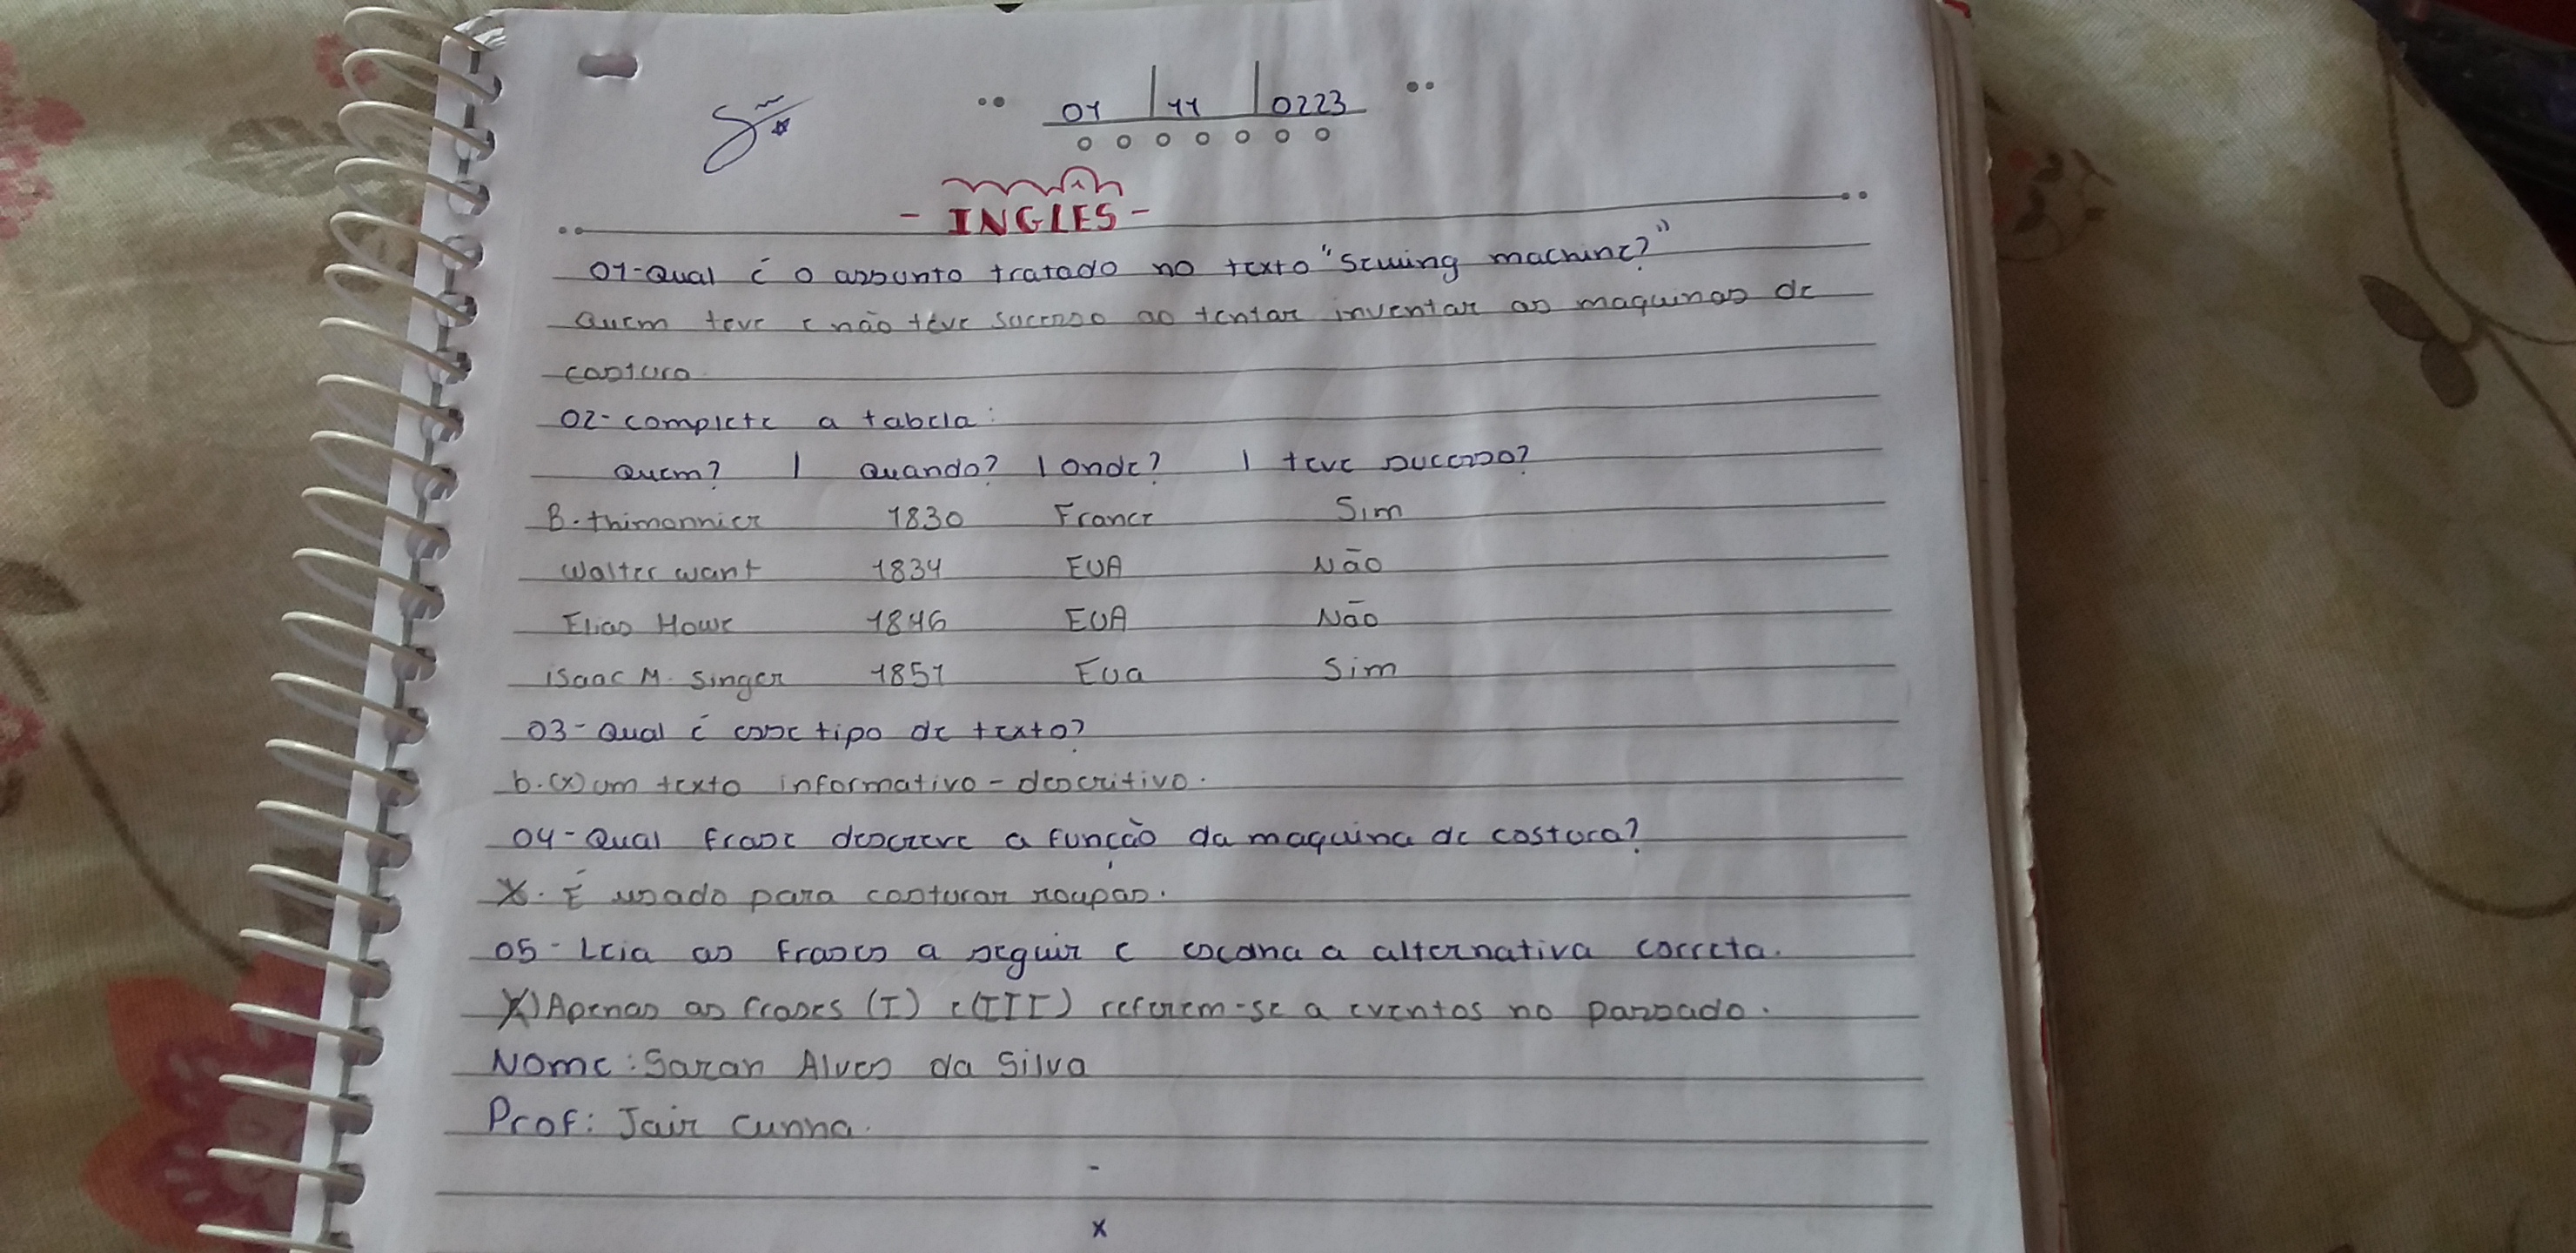 01 11 0223
- INGLES -
01-Qual é o assunto tratado no texto "Sewing machine?"
Quem teve e não teve sucesso ao tentar inventar as maquinas de
costura
02-complete a tabela:
Quem? | quando? | onde? | teve sucesso?
B. thimonnier 1830 France Sim
Walter want 1834 EUA Não
Elias Howe 1846 EUA Não
isaac M. Singer 1851 Eua Sim
03-Qual é esse tipo de texto?
b.(x) um texto informativo-descritivo.
04-Qual frase descreve a função da maquina de costura?
X. É usado para costurar roupas.
05-Leia as frases a seguir e escolha a alternativa correta.
X) Apenas as frases (I) e (III) referem-se a eventos no passado.
Nome: Sarah Alves da Silva
Prof: Jair Cunha.
x